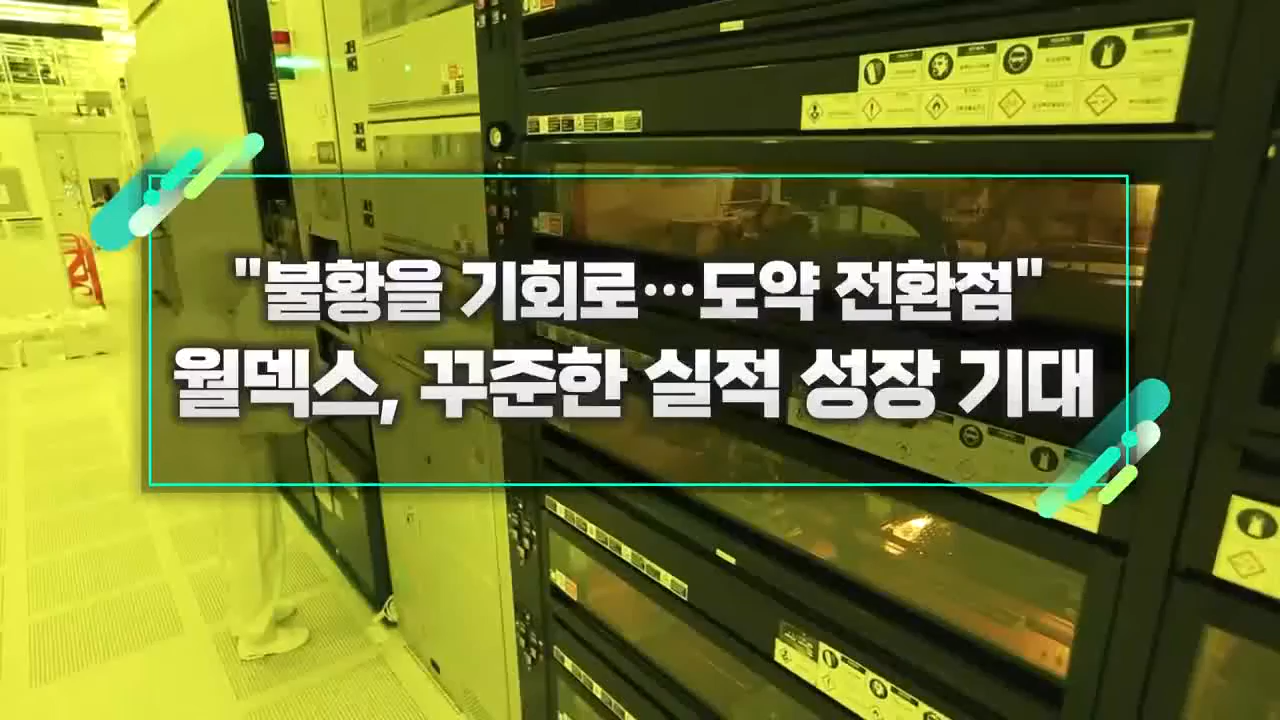 "불황을 기회로…도약 전환점"
월덱스, 꾸준한 실적 성장 기대